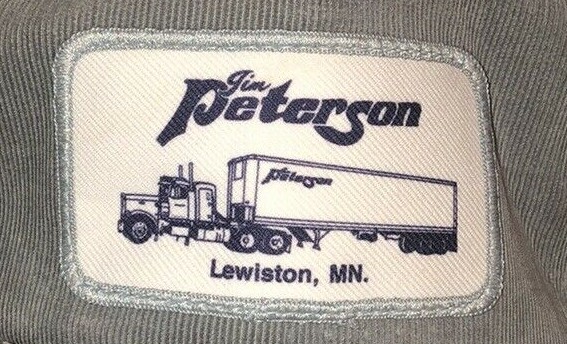 Jim
Peterson
Peterson
Lewiston, MN.